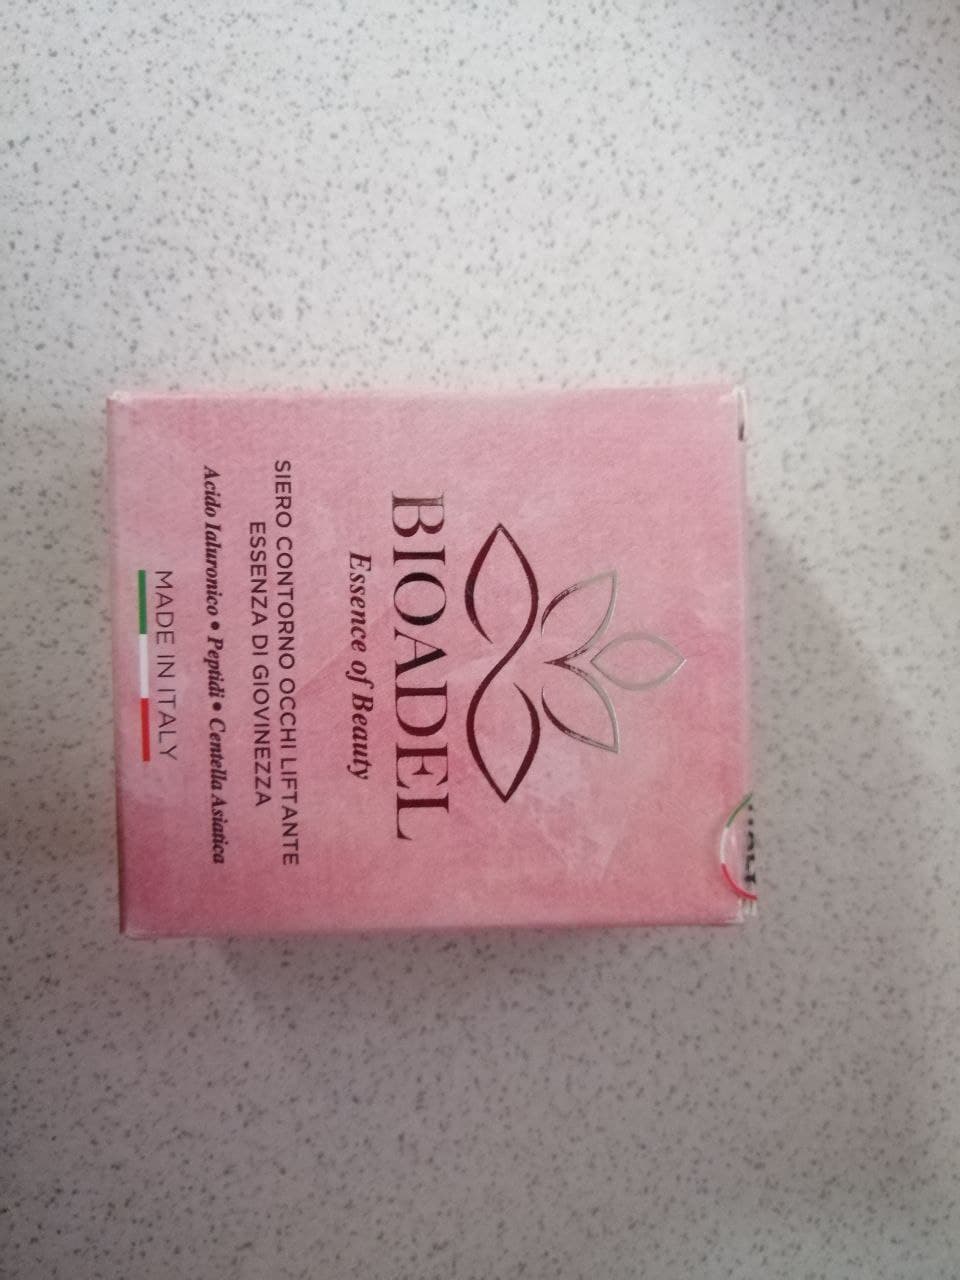 BIOADEL
Essence of Beauty
SIERO CONTORNO OCCHI LIFTANTE
ESSENZA DI GIOVINEZZA
Acido Ialuronico • Peptidi • Centella Asiatica
MADE IN ITALY